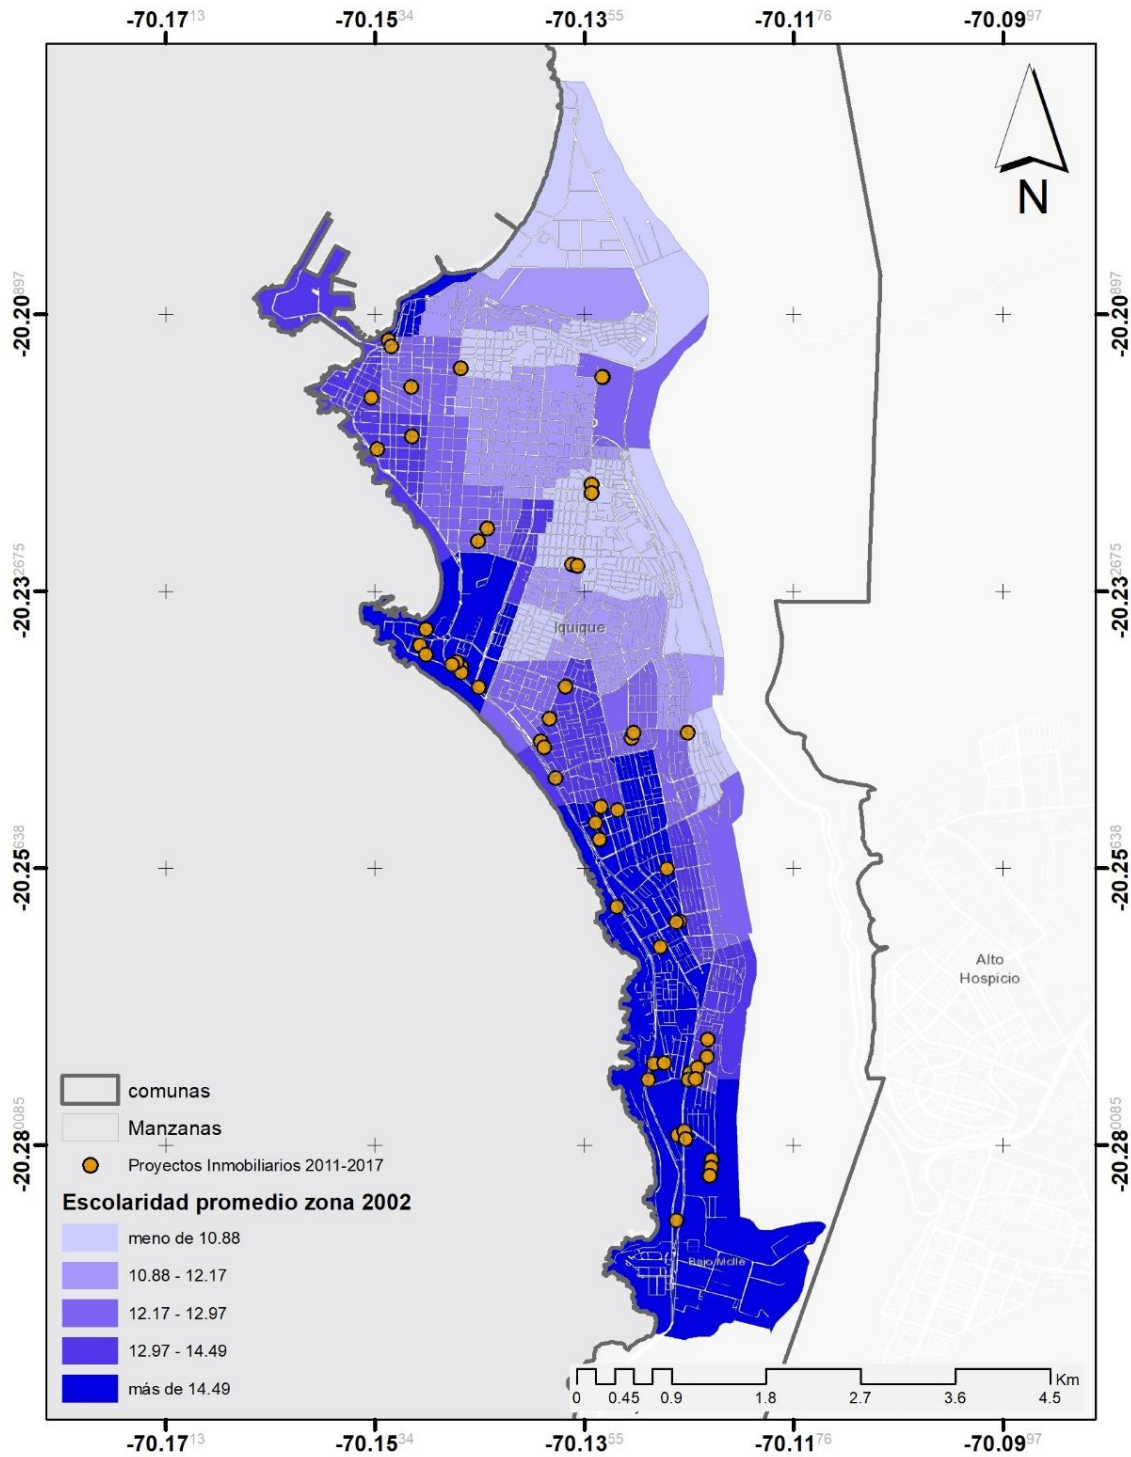 -70.1713 -70.1534 -70.1355 -70.1176 -70.0997
N
-20.20897 -20.20897
Iquique
-20.232675 -20.232675
-20.25638 -20.25638
Alto
Hospicio
-20.280085 -20.280085
Bajo Molle
comunas
Manzanas
Proyectos Inmobiliarios 2011-2017
Escolaridad promedio zona 2002
meno de 10.88
10.88 - 12.17
12.17 - 12.97
12.97 - 14.49
más de 14.49
Km
0 0.45 0.9 1.8 2.7 3.6 4.5
-70.1713 -70.1534 -70.1355 -70.1176 -70.0997